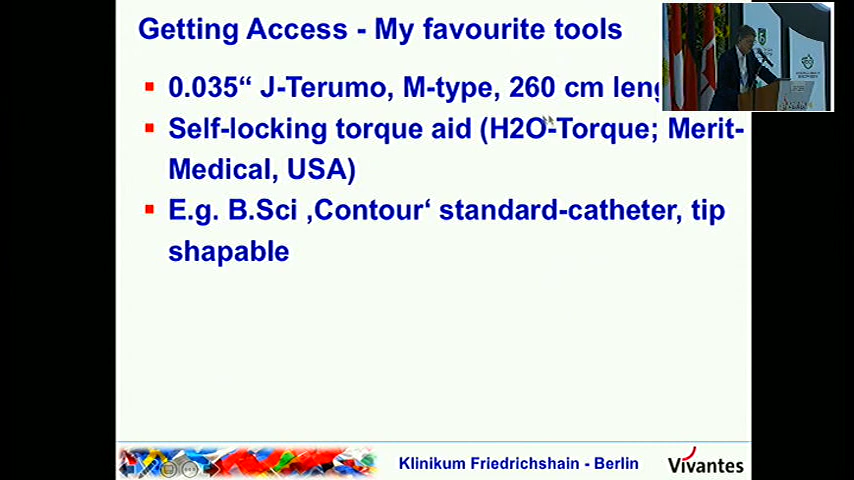 Getting Access - My favourite tools
0.035“ J-Terumo, M-type, 260 cm
Self-locking torque aid (H2O-Torque; Merit-
Medical, USA)
E.g. B.Sci ‚Contour‘ standard-catheter, tip
shapable
Klinikum Friedrichshain - Berlin
Vivantes